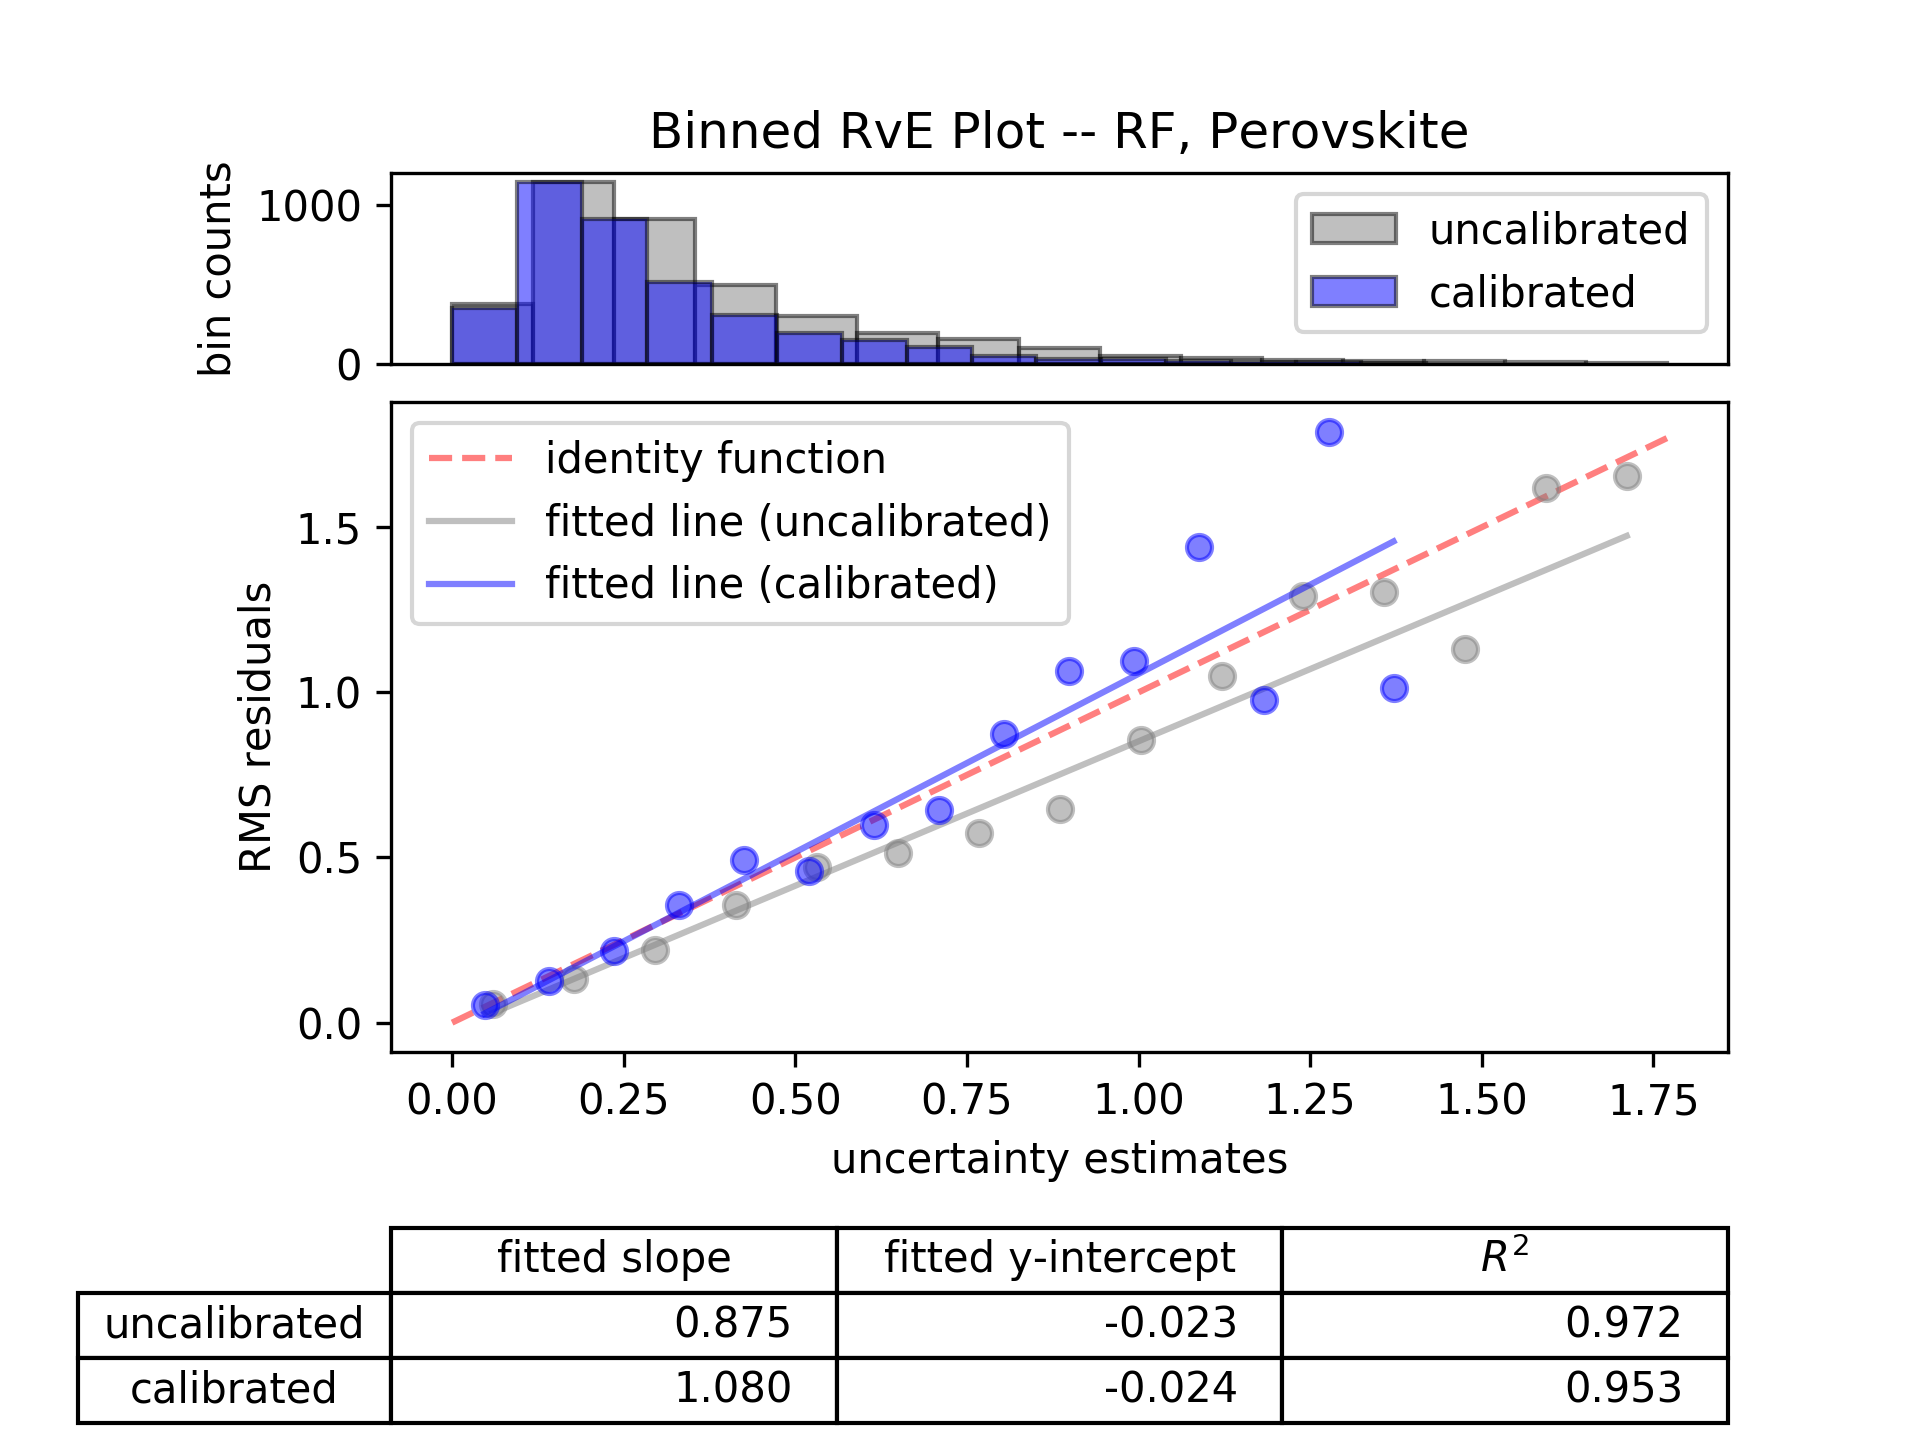 Binned RvE Plot -- RF, Perovskite
bin counts
1000
0
uncalibrated
calibrated
identity function
fitted line (uncalibrated)
fitted line (calibrated)
RMS residuals
1.5
1.0
0.5
0.0
0.00 0.25 0.50 0.75 1.00 1.25 1.50 1.75
uncertainty estimates
fitted slope fitted y-intercept R²
uncalibrated 0.875 -0.023 0.972
calibrated 1.080 -0.024 0.953